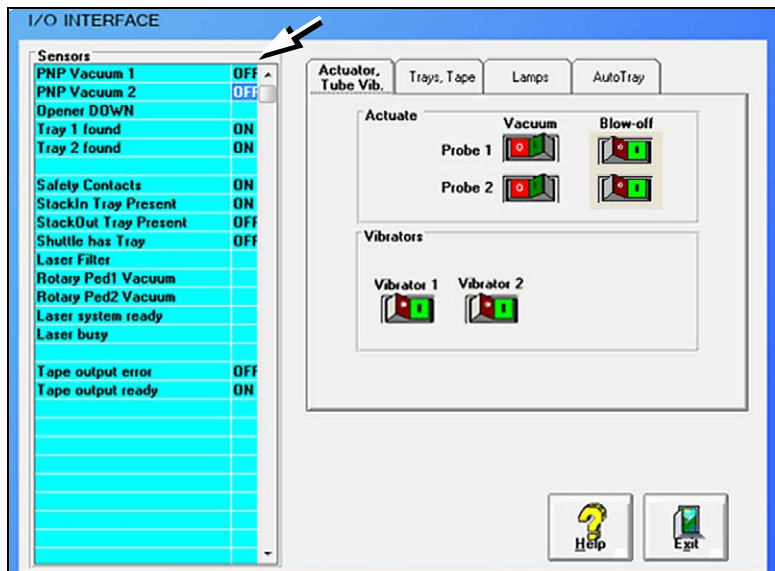 I/O INTERFACE
Sensors
PNP Vacuum 1 OFF
PNP Vacuum 2 OFF
Opener DOWN
Tray 1 found ON
Tray 2 found ON
Safety Contacts ON
StackIn Tray Present ON
StackOut Tray Present OFF
Shuttle has Tray OFF
Laser Filter
Rotary Ped1 Vacuum
Rotary Ped2 Vacuum
Laser system ready
Laser busy
Tape output error OFF
Tape output ready ON
Actuator,
Tube Vib.
Trays, Tape
Lamps
AutoTray
Actuate
Vacuum Blow-off
Probe 1
Probe 2
Vibrators
Vibrator 1 Vibrator 2
Help
Exit